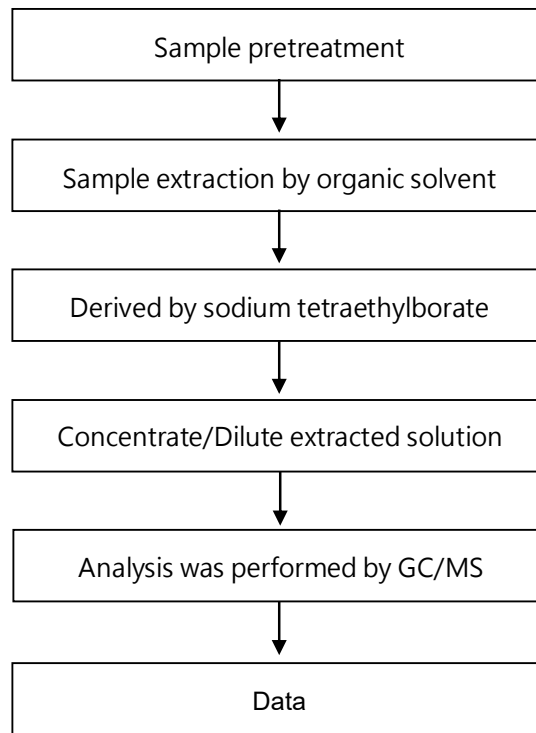 Sample pretreatment
Sample extraction by organic solvent
Derived by sodium tetraethylborate
Concentrate/Dilute extracted solution
Analysis was performed by GC/MS
Data